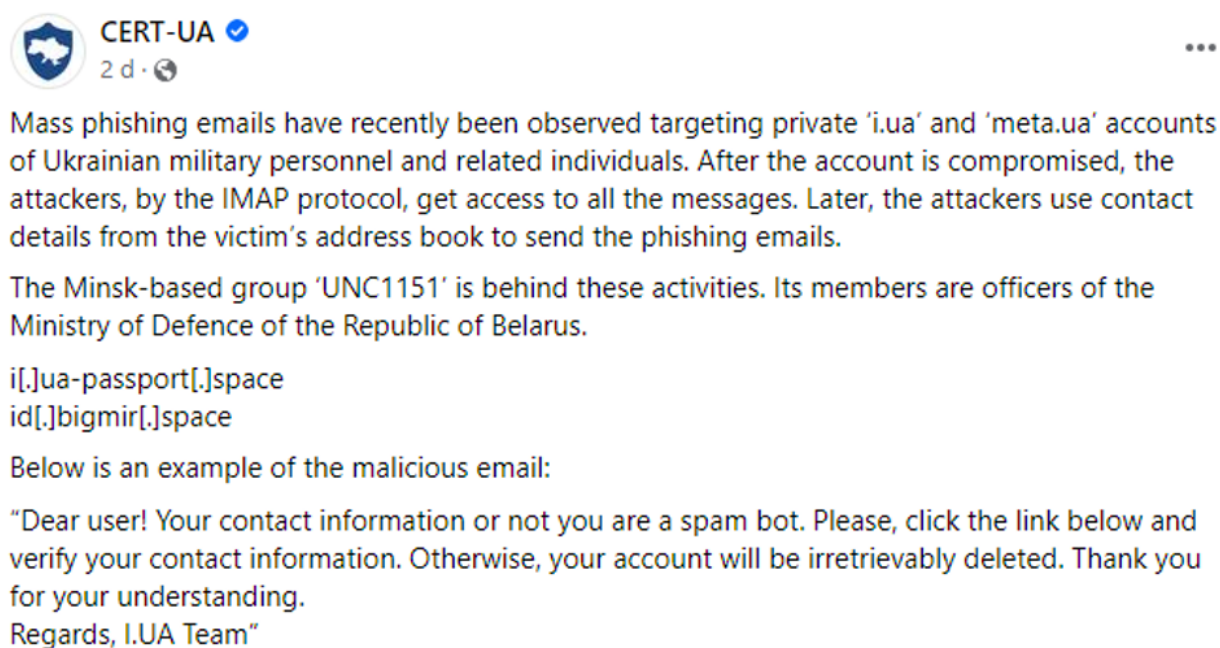 CERT-UA
2 d ·
Mass phishing emails have recently been observed targeting private ‘i.ua’ and ‘meta.ua’ accounts
of Ukrainian military personnel and related individuals. After the account is compromised, the
attackers, by the IMAP protocol, get access to all the messages. Later, the attackers use contact
details from the victim’s address book to send the phishing emails.
The Minsk-based group ‘UNC1151’ is behind these activities. Its members are officers of the
Ministry of Defence of the Republic of Belarus.
i[.]ua-passport[.]space
id[.]bigmir[.]space
Below is an example of the malicious email:
“Dear user! Your contact information or not you are a spam bot. Please, click the link below and
verify your contact information. Otherwise, your account will be irretrievably deleted. Thank you
for your understanding.
Regards, I.UA Team”